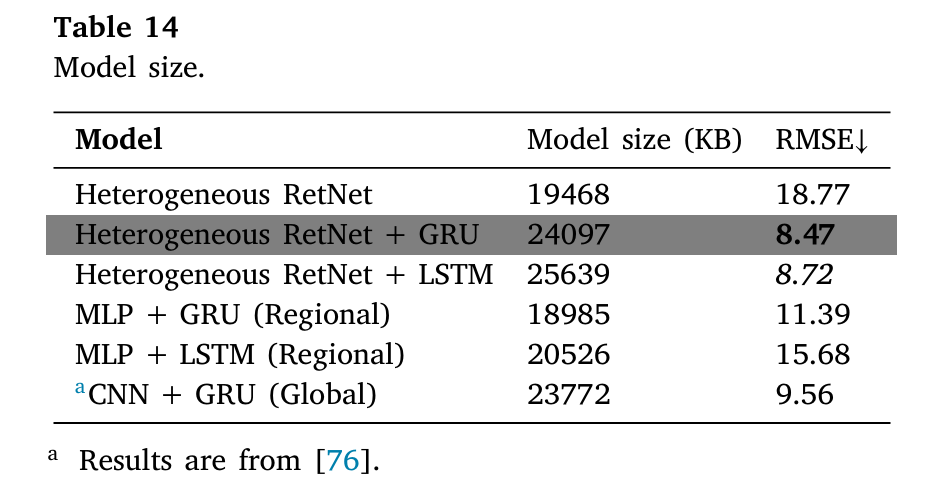 Table 14
Model size.
Model Model size (KB) RMSE↓
Heterogeneous RetNet 19468 18.77
Heterogeneous RetNet + GRU 24097 8.47
Heterogeneous RetNet + LSTM 25639 8.72
MLP + GRU (Regional) 18985 11.39
MLP + LSTM (Regional) 20526 15.68
a CNN + GRU (Global) 23772 9.56
a Results are from [76].